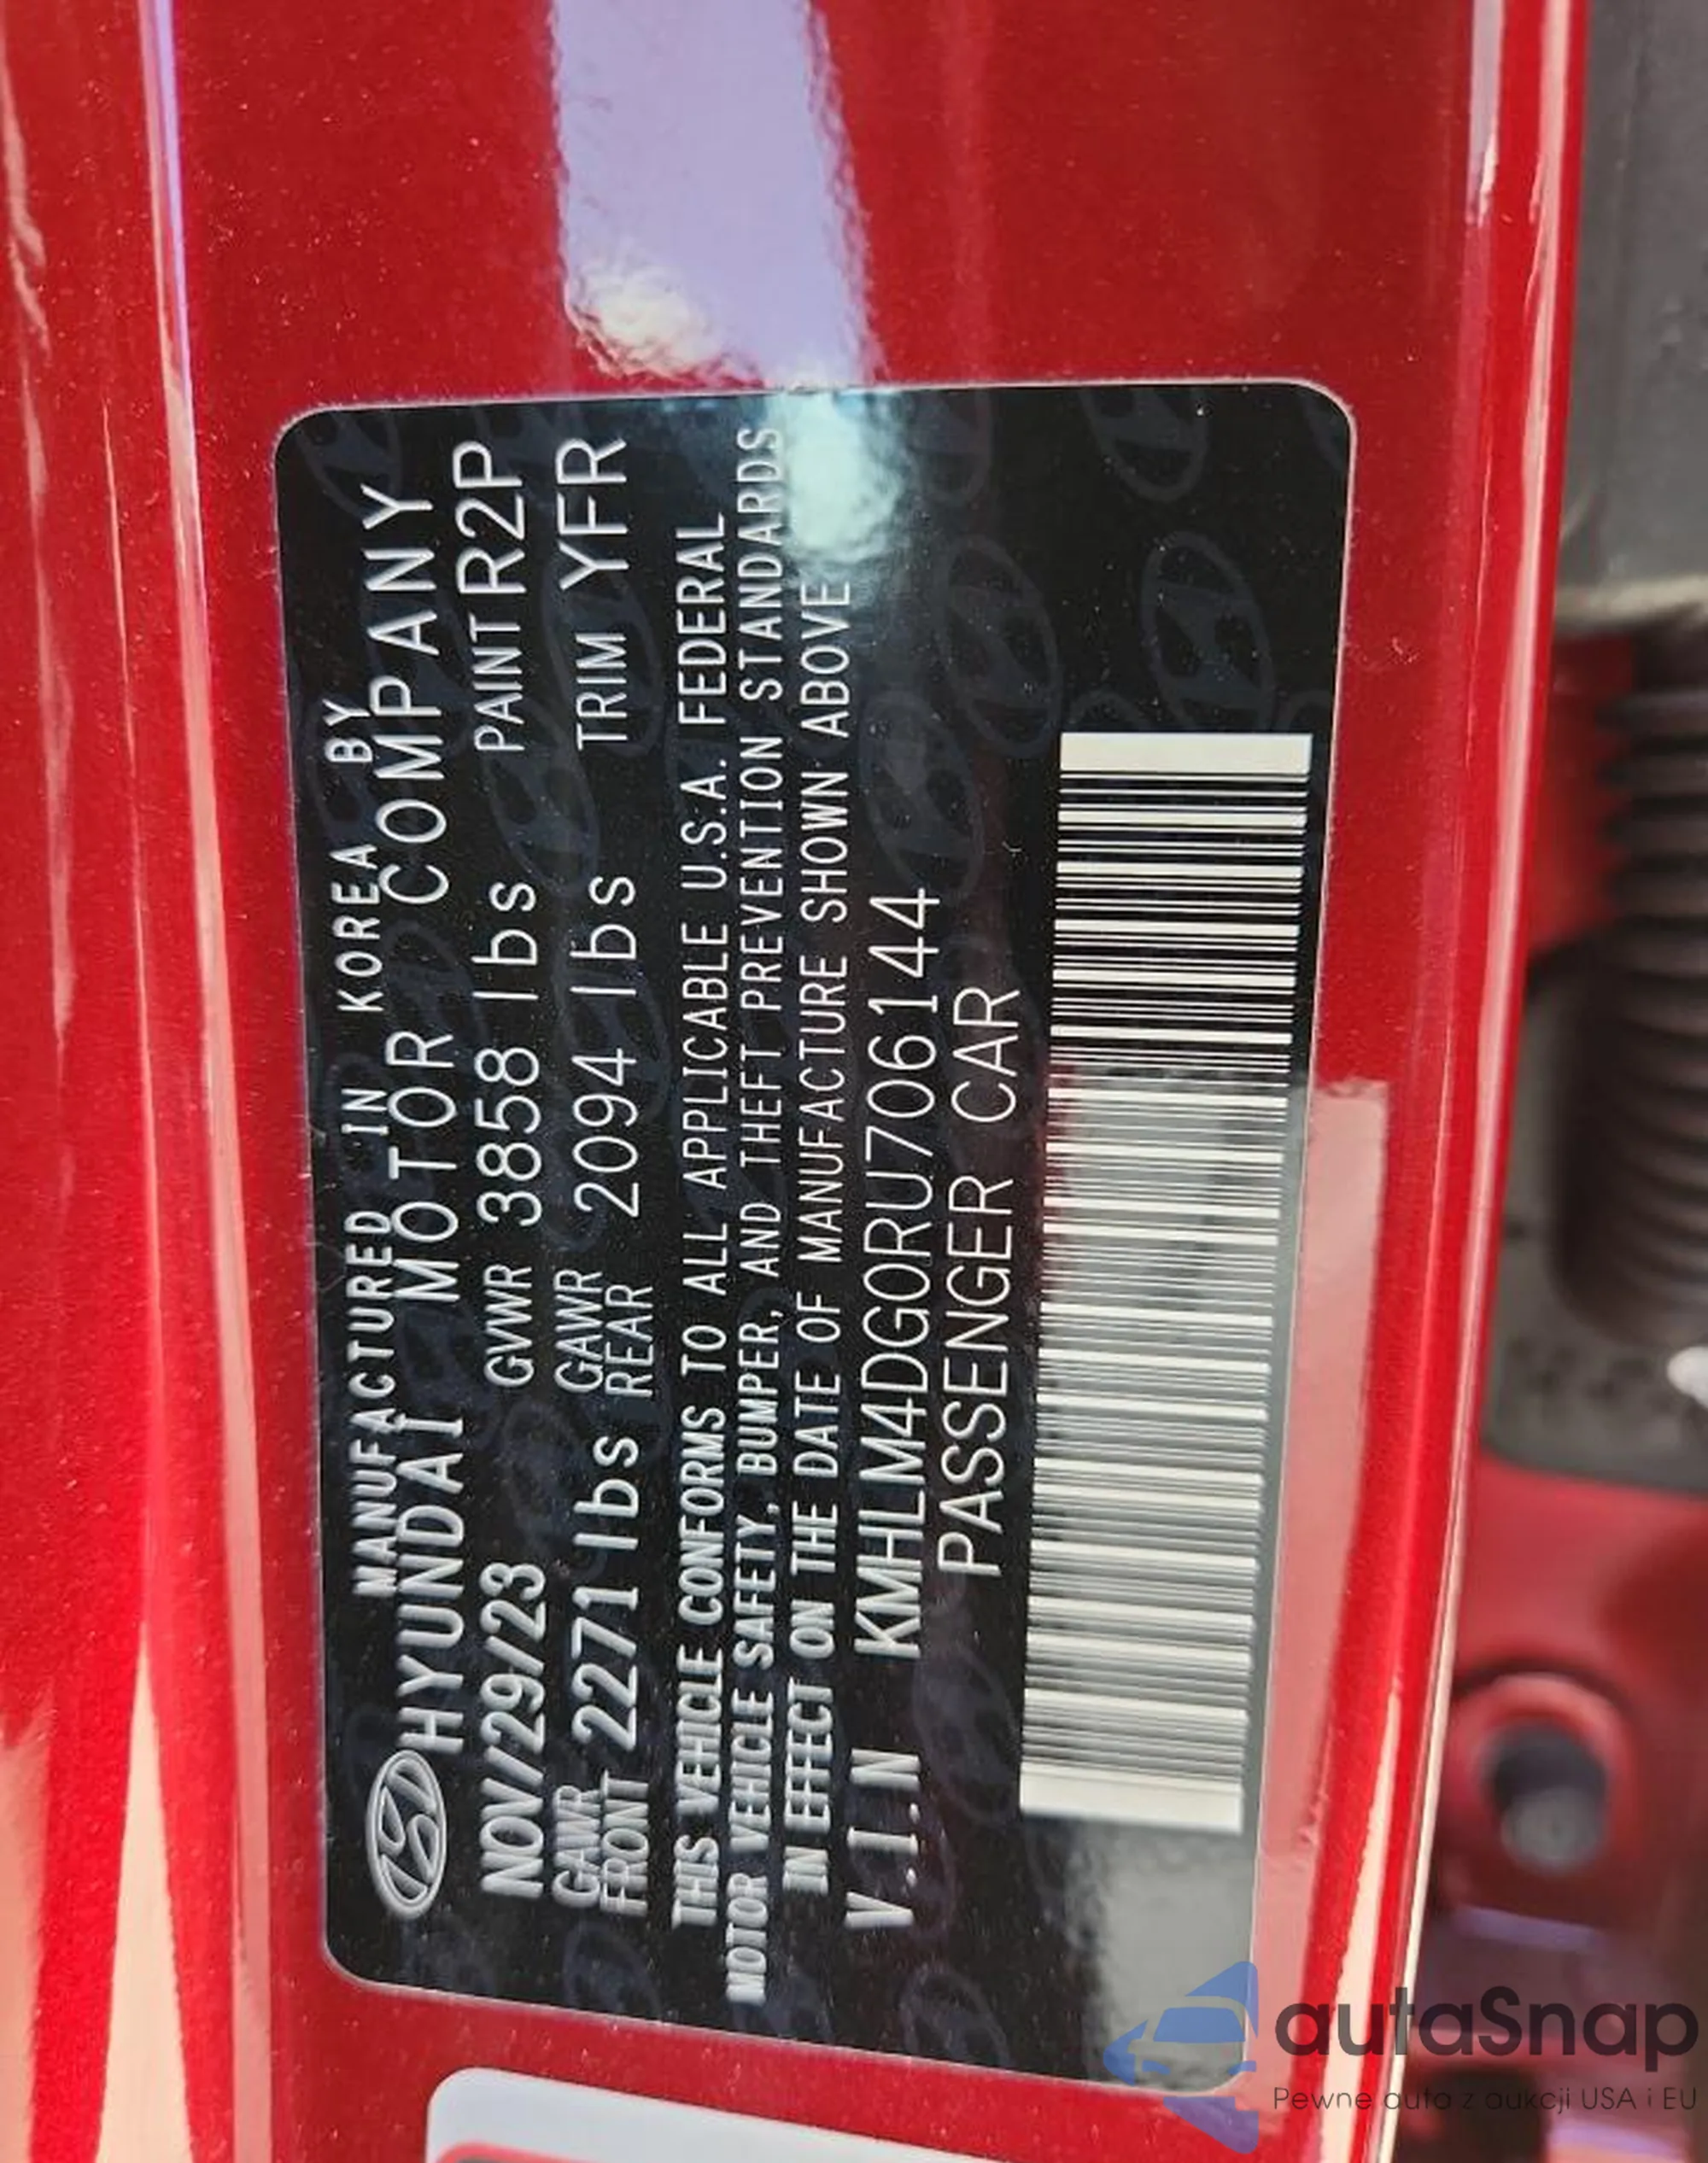 MANUFACTURED IN KOREA BY
HYUNDAI MOTOR COMPANY
NOV/29/23 GVWR 3858 lbs PAINT R2P
GAWR FRONT 2271 lbs GAWR REAR 2094 lbs TRIM YFR
THIS VEHICLE CONFORMS TO ALL APPLICABLE U.S.A. FEDERAL
MOTOR VEHICLE SAFETY, BUMPER, AND THEFT PREVENTION STANDARDS
IN EFFECT ON THE DATE OF MANUFACTURE SHOWN ABOVE
V.I.N KMHLM4DG0RU706144
PASSENGER CAR
autaSnap
Pewne auta z aukcji USA i EU